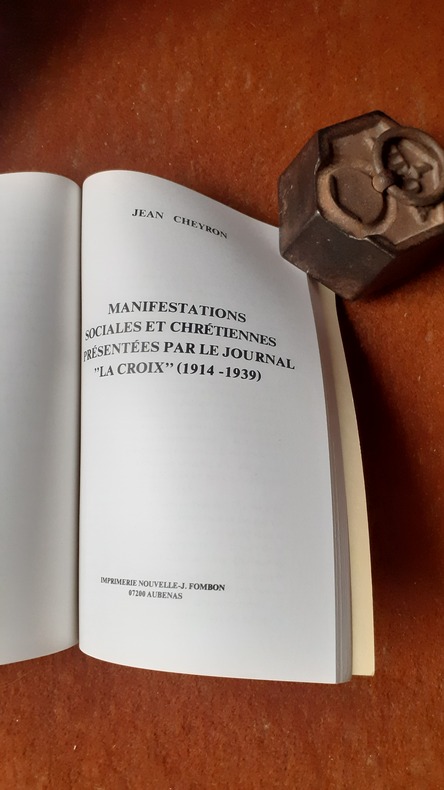 JEAN CHEYRON
MANIFESTATIONS
SOCIALES ET CHRÉTIENNES
PRÉSENTÉES PAR LE JOURNAL
"LA CROIX" (1914 -1939)
IMPRIMERIE NOUVELLE-J. FOMBON
07200 AUBENAS